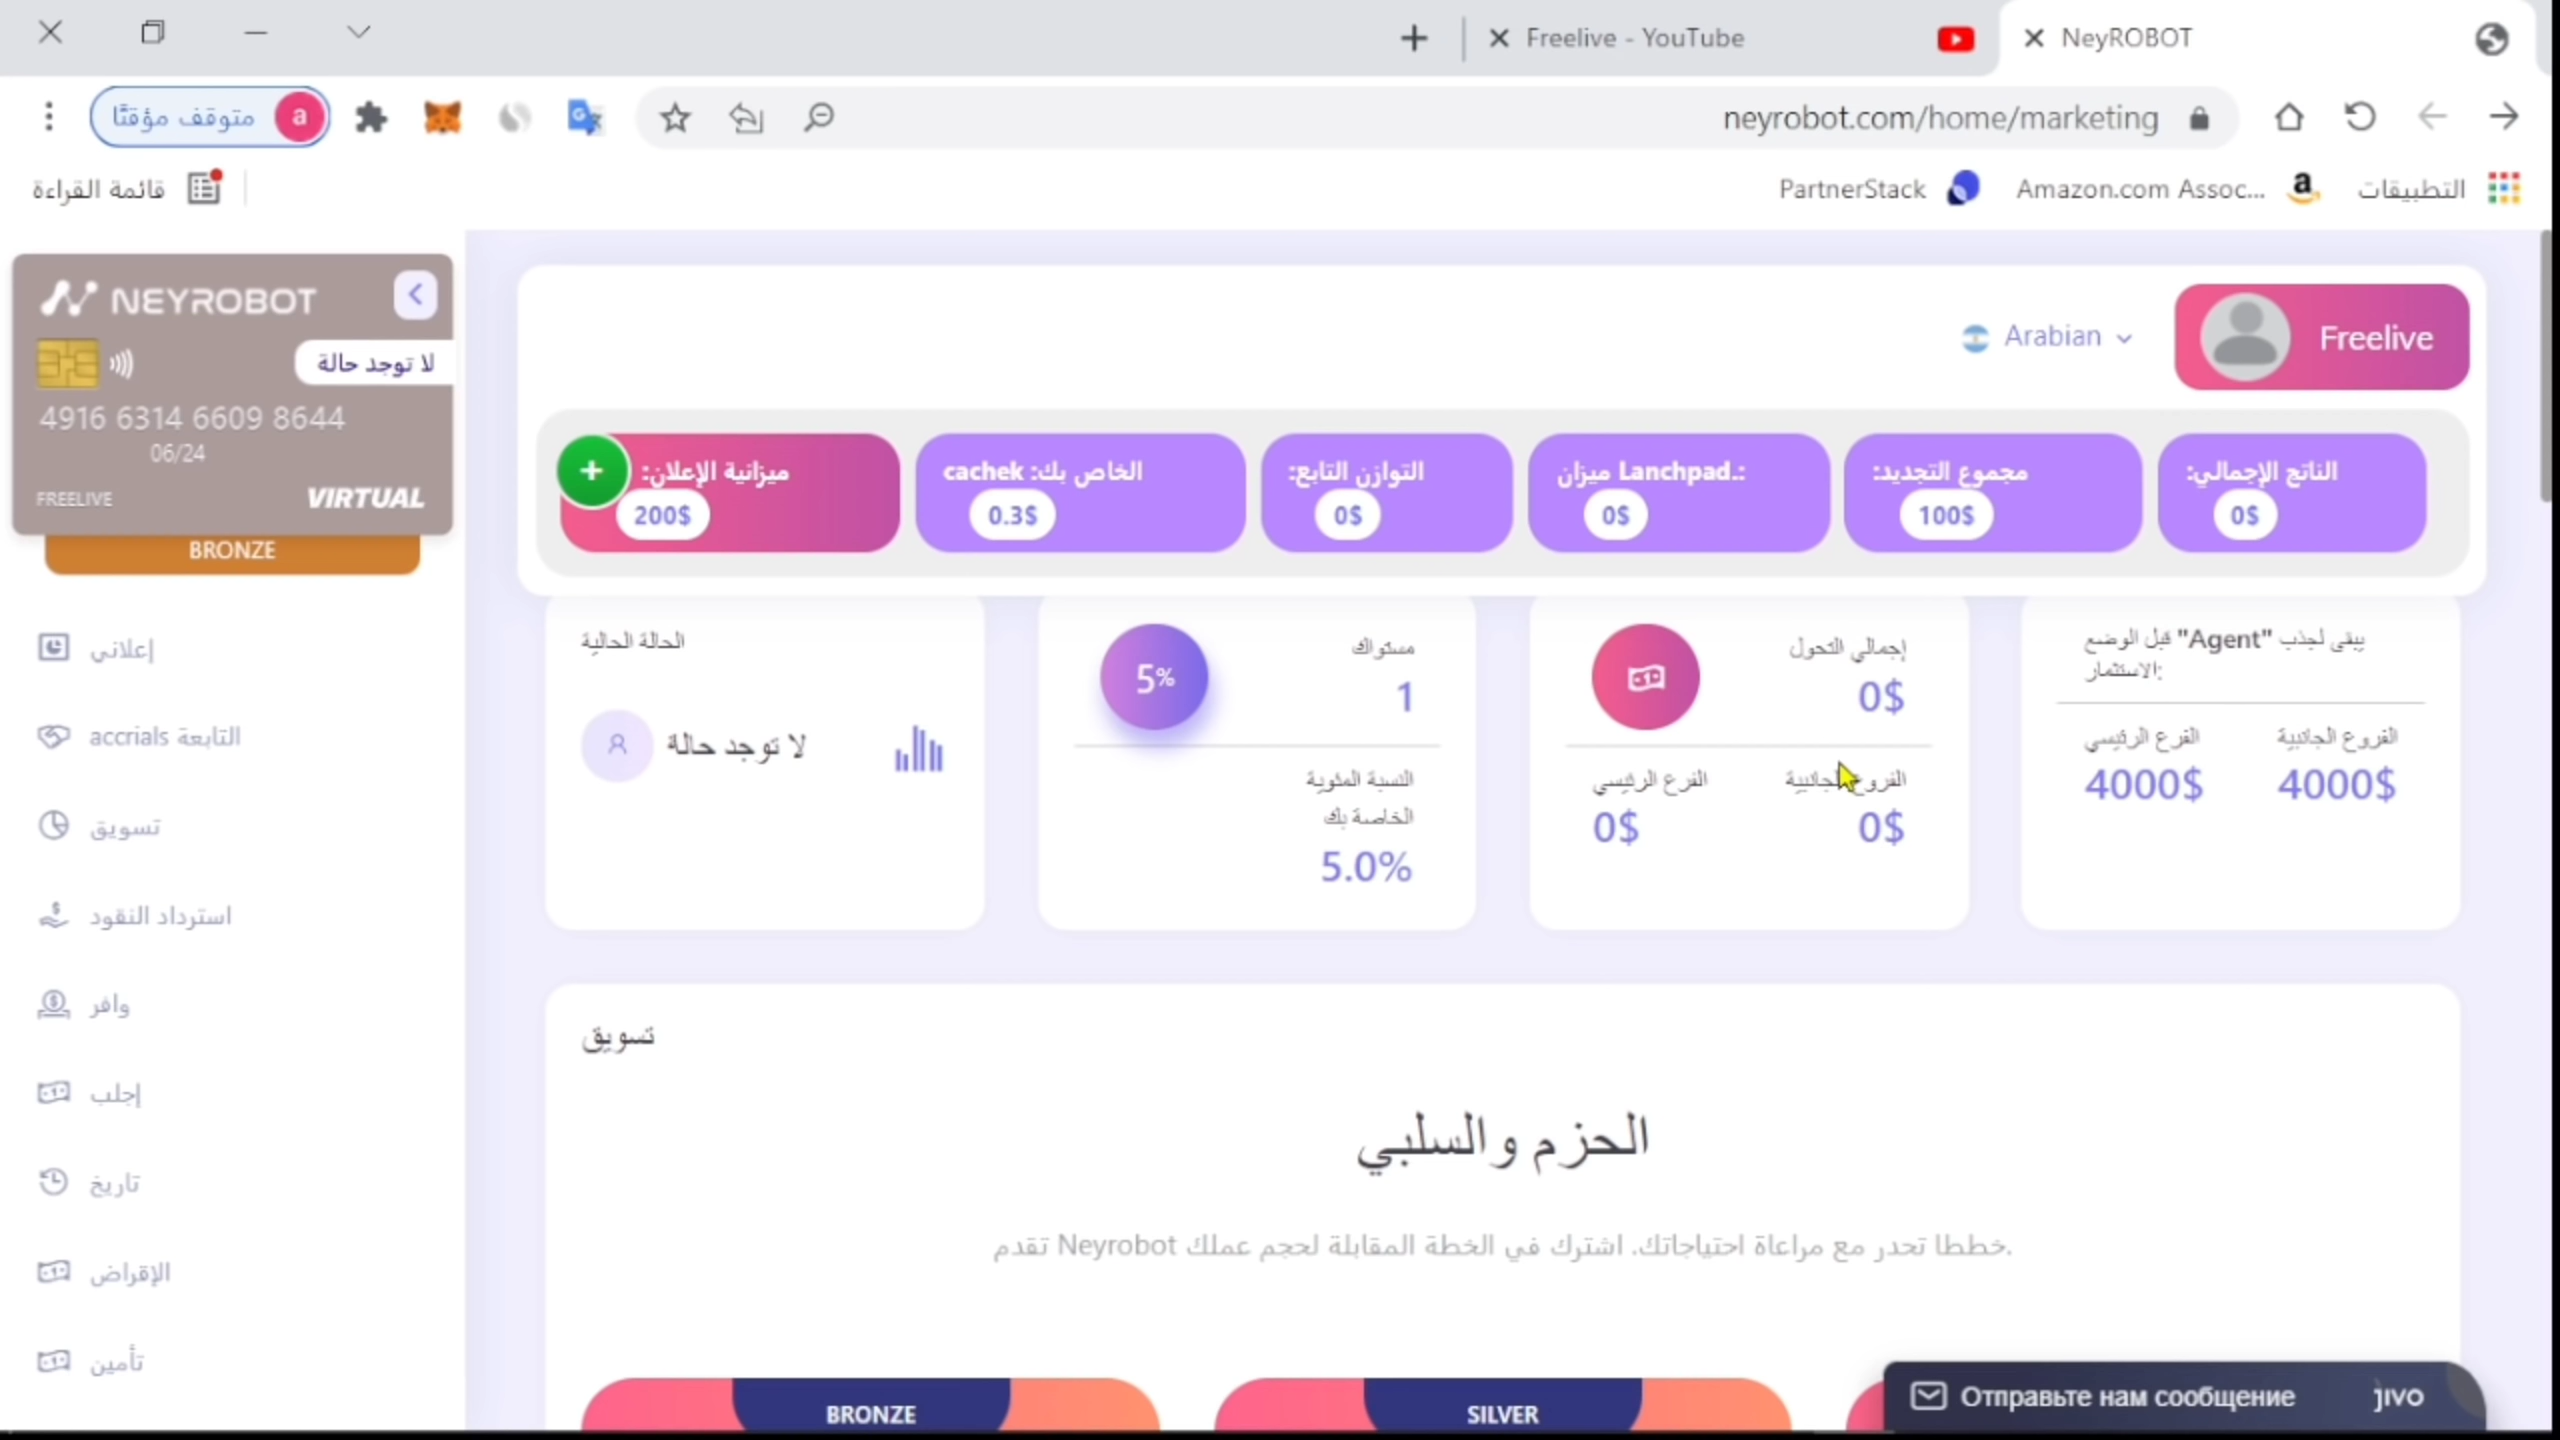 Freelive - YouTube
NeyROBOT
متوقف مؤقتًا
a
neyrobot.com/home/marketing
قائمة القراءة
PartnerStack
Amazon.com Assoc...
التطبيقات
NEYROBOT
لا توجد حالة
4916 6314 6609 8644
06/24
FREELIVE
VIRTUAL
BRONZE
إعلاني
accrials التابعة
تسويق
استرداد النقود
وافر
إجلب
تاريخ
الإقراض
تأمين
Arabian
Freelive
ميزانية الإعلان:
200$
cachek الخاص بك:
0.3$
التوازن التابع:
0$
ميزان Lanchpad.:
0$
مجموع التجديد:
100$
الناتج الإجمالي:
0$
الحالة الحالية
لا توجد حالة
5%
مستواك
1
النسبة المئوية
الخاصة بك
5.0%
إجمالي التحول
0$
الفرع الرئيسي
0$
الفروع الجانبية
0$
يبقى لجذب "Agent" قبل الوضع
الاستثمار:
الفرع الرئيسي
4000$
الفروع الجانبية
4000$
تسويق
الحزم والسلبي
تقدم Neyrobot خططا تحدر مع مراعاة احتياجاتك. اشترك في الخطة المقابلة لحجم عملك.
BRONZE
SILVER
Отправьте нам сообщение
jivo